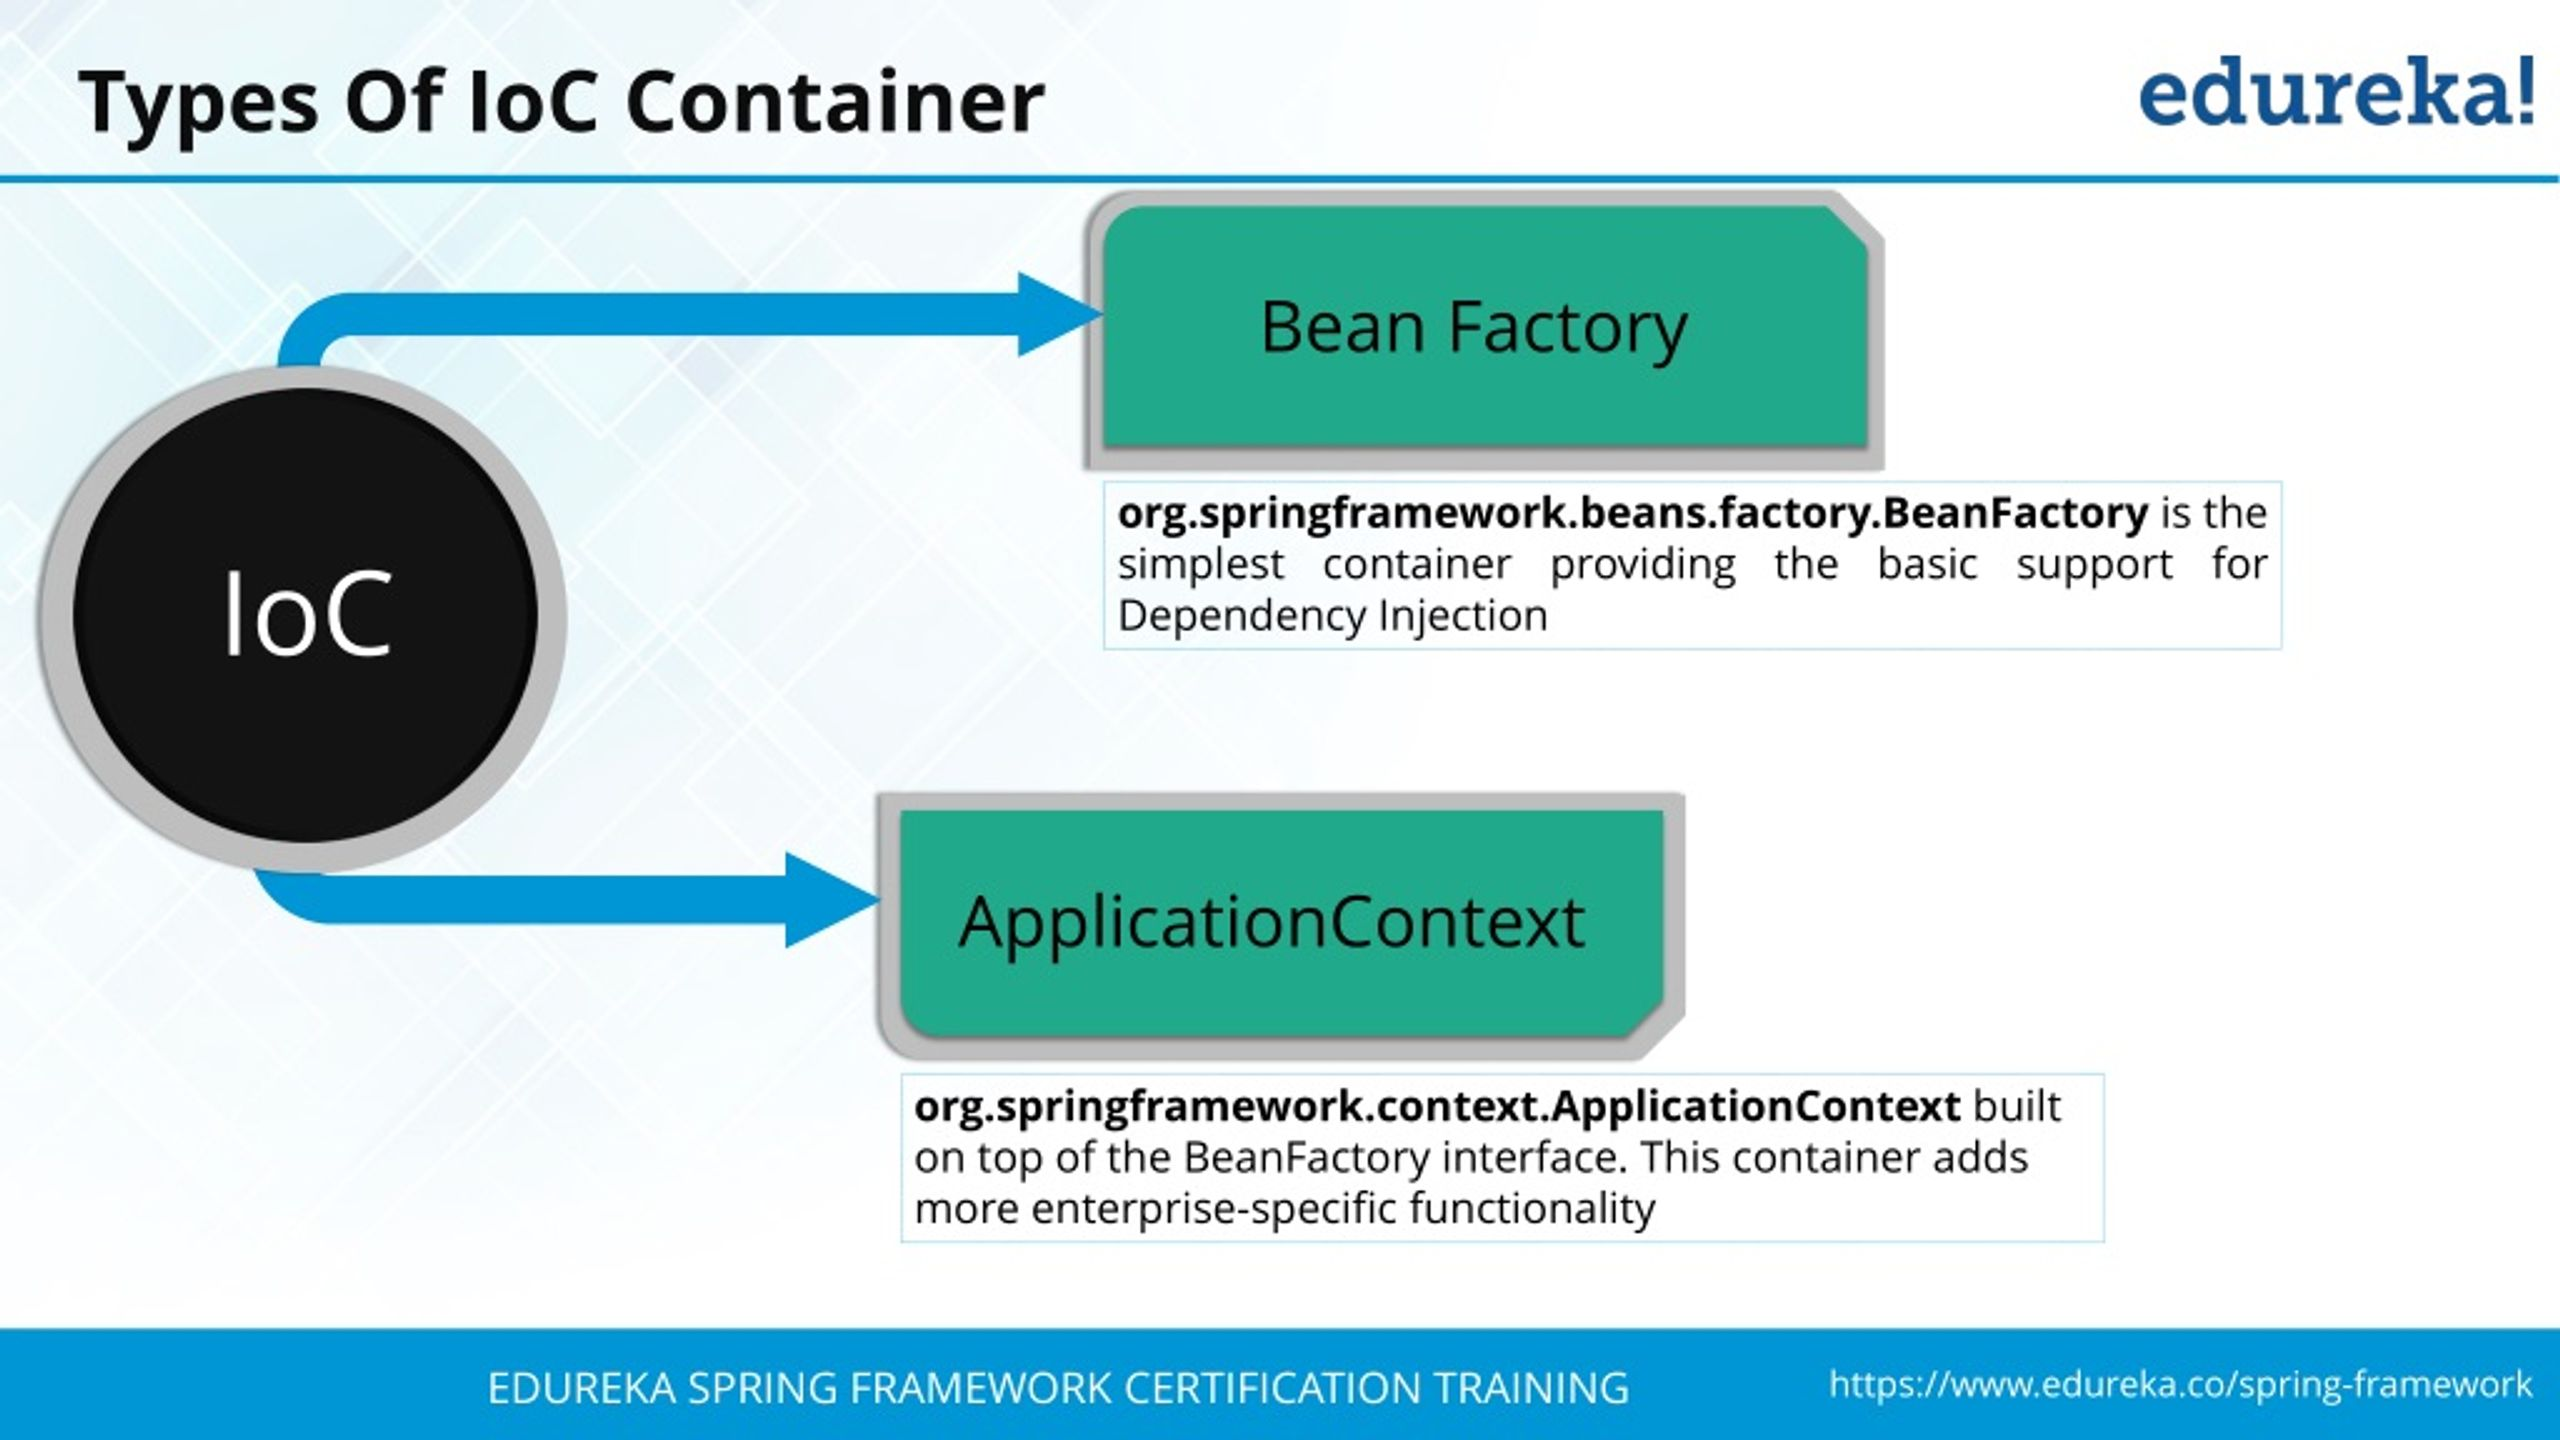 Types Of IoC Container
edureka!
Bean Factory
org.springframework.beans.factory.BeanFactory is the
simplest container providing the basic support for
Dependency Injection
IoC
ApplicationContext
org.springframework.context.ApplicationContext built
on top of the BeanFactory interface. This container adds
more enterprise-specific functionality
EDUREKA SPRING FRAMEWORK CERTIFICATION TRAINING
https://www.edureka.co/spring-framework